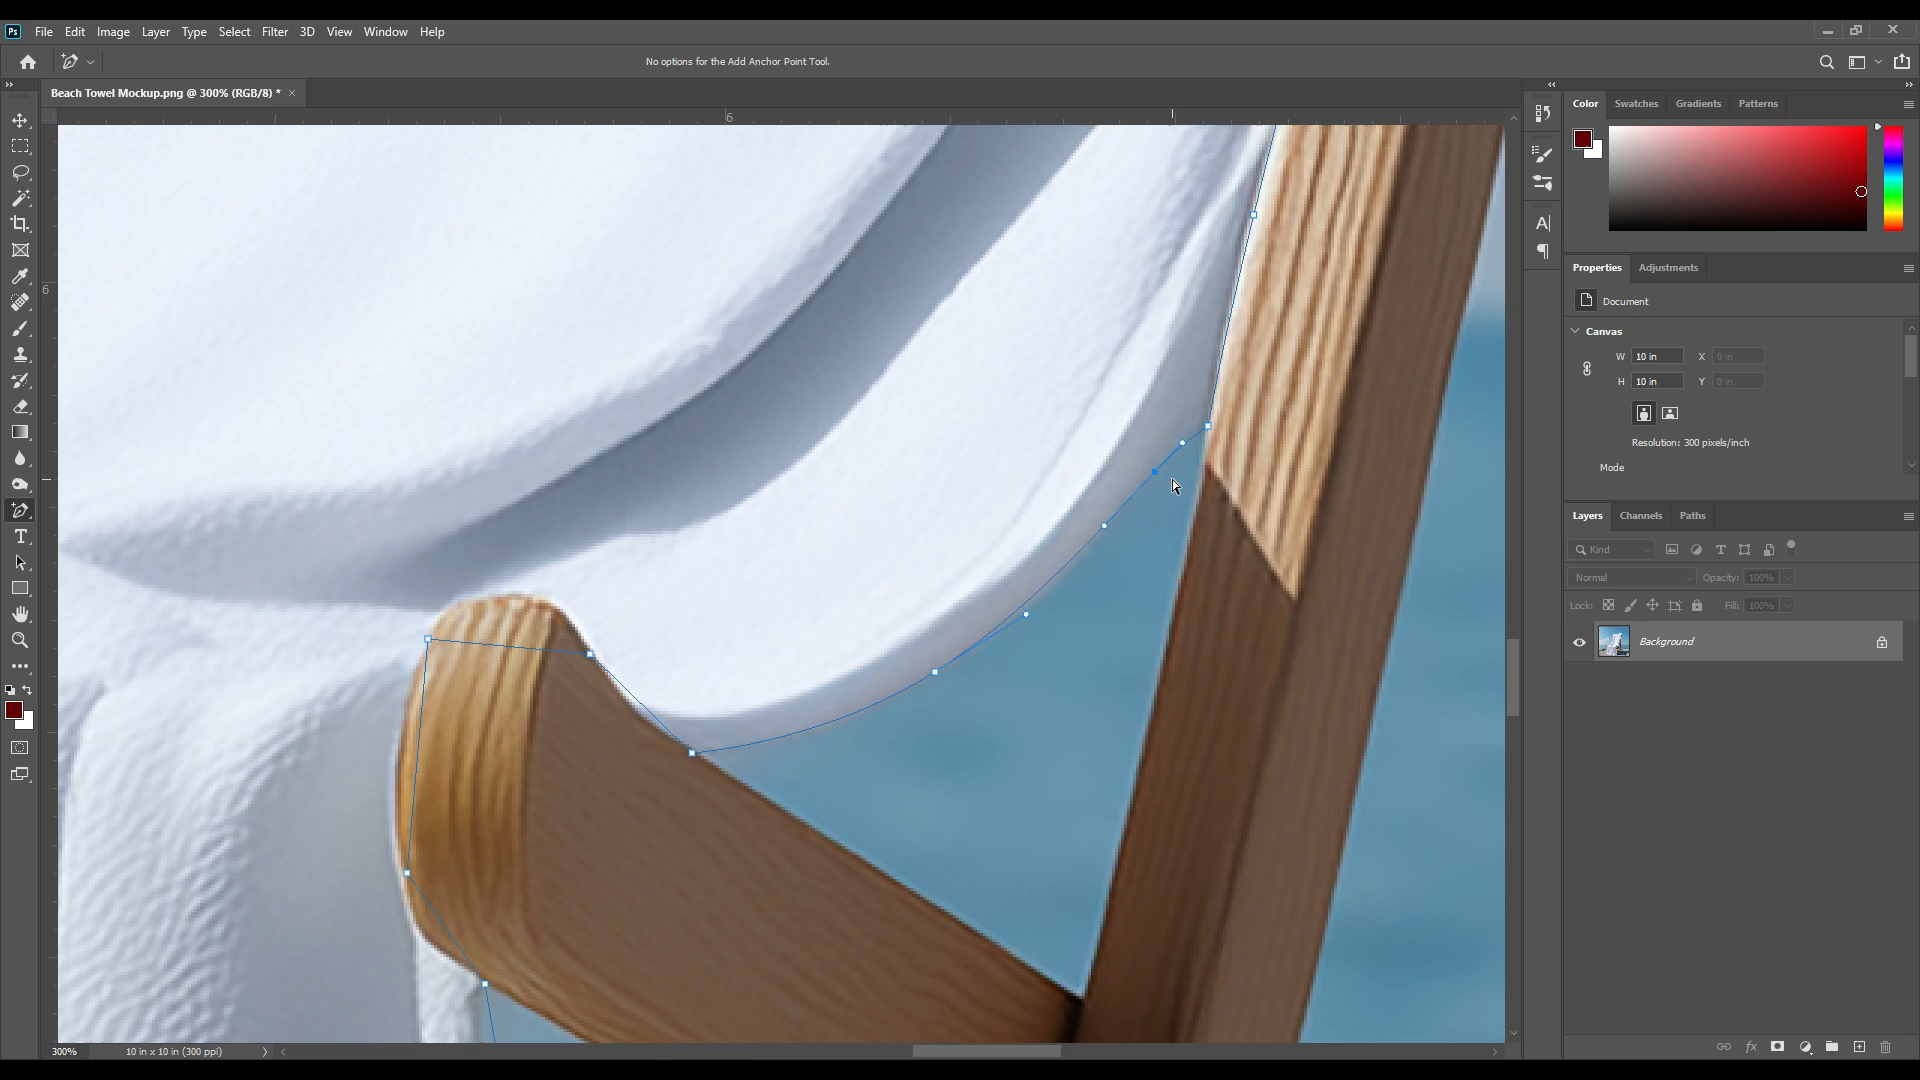 Ps File Edit Image Layer Type Select Filter 3D View Window Help
No options for the Add Anchor Point Tool.
Beach Towel Mockup.png @ 300% (RGB/8) * ×
6
6
Color Swatches Gradients Patterns
Properties Adjustments
Document
Canvas
W 10 in X 0 in
H 10 in Y 0 in
Resolution: 300 pixels/inch
Mode
Layers Channels Paths
Kind
Normal Opacity: 100%
Lock: Fill: 100%
Background
300% 10 in x 10 in (300 ppi)